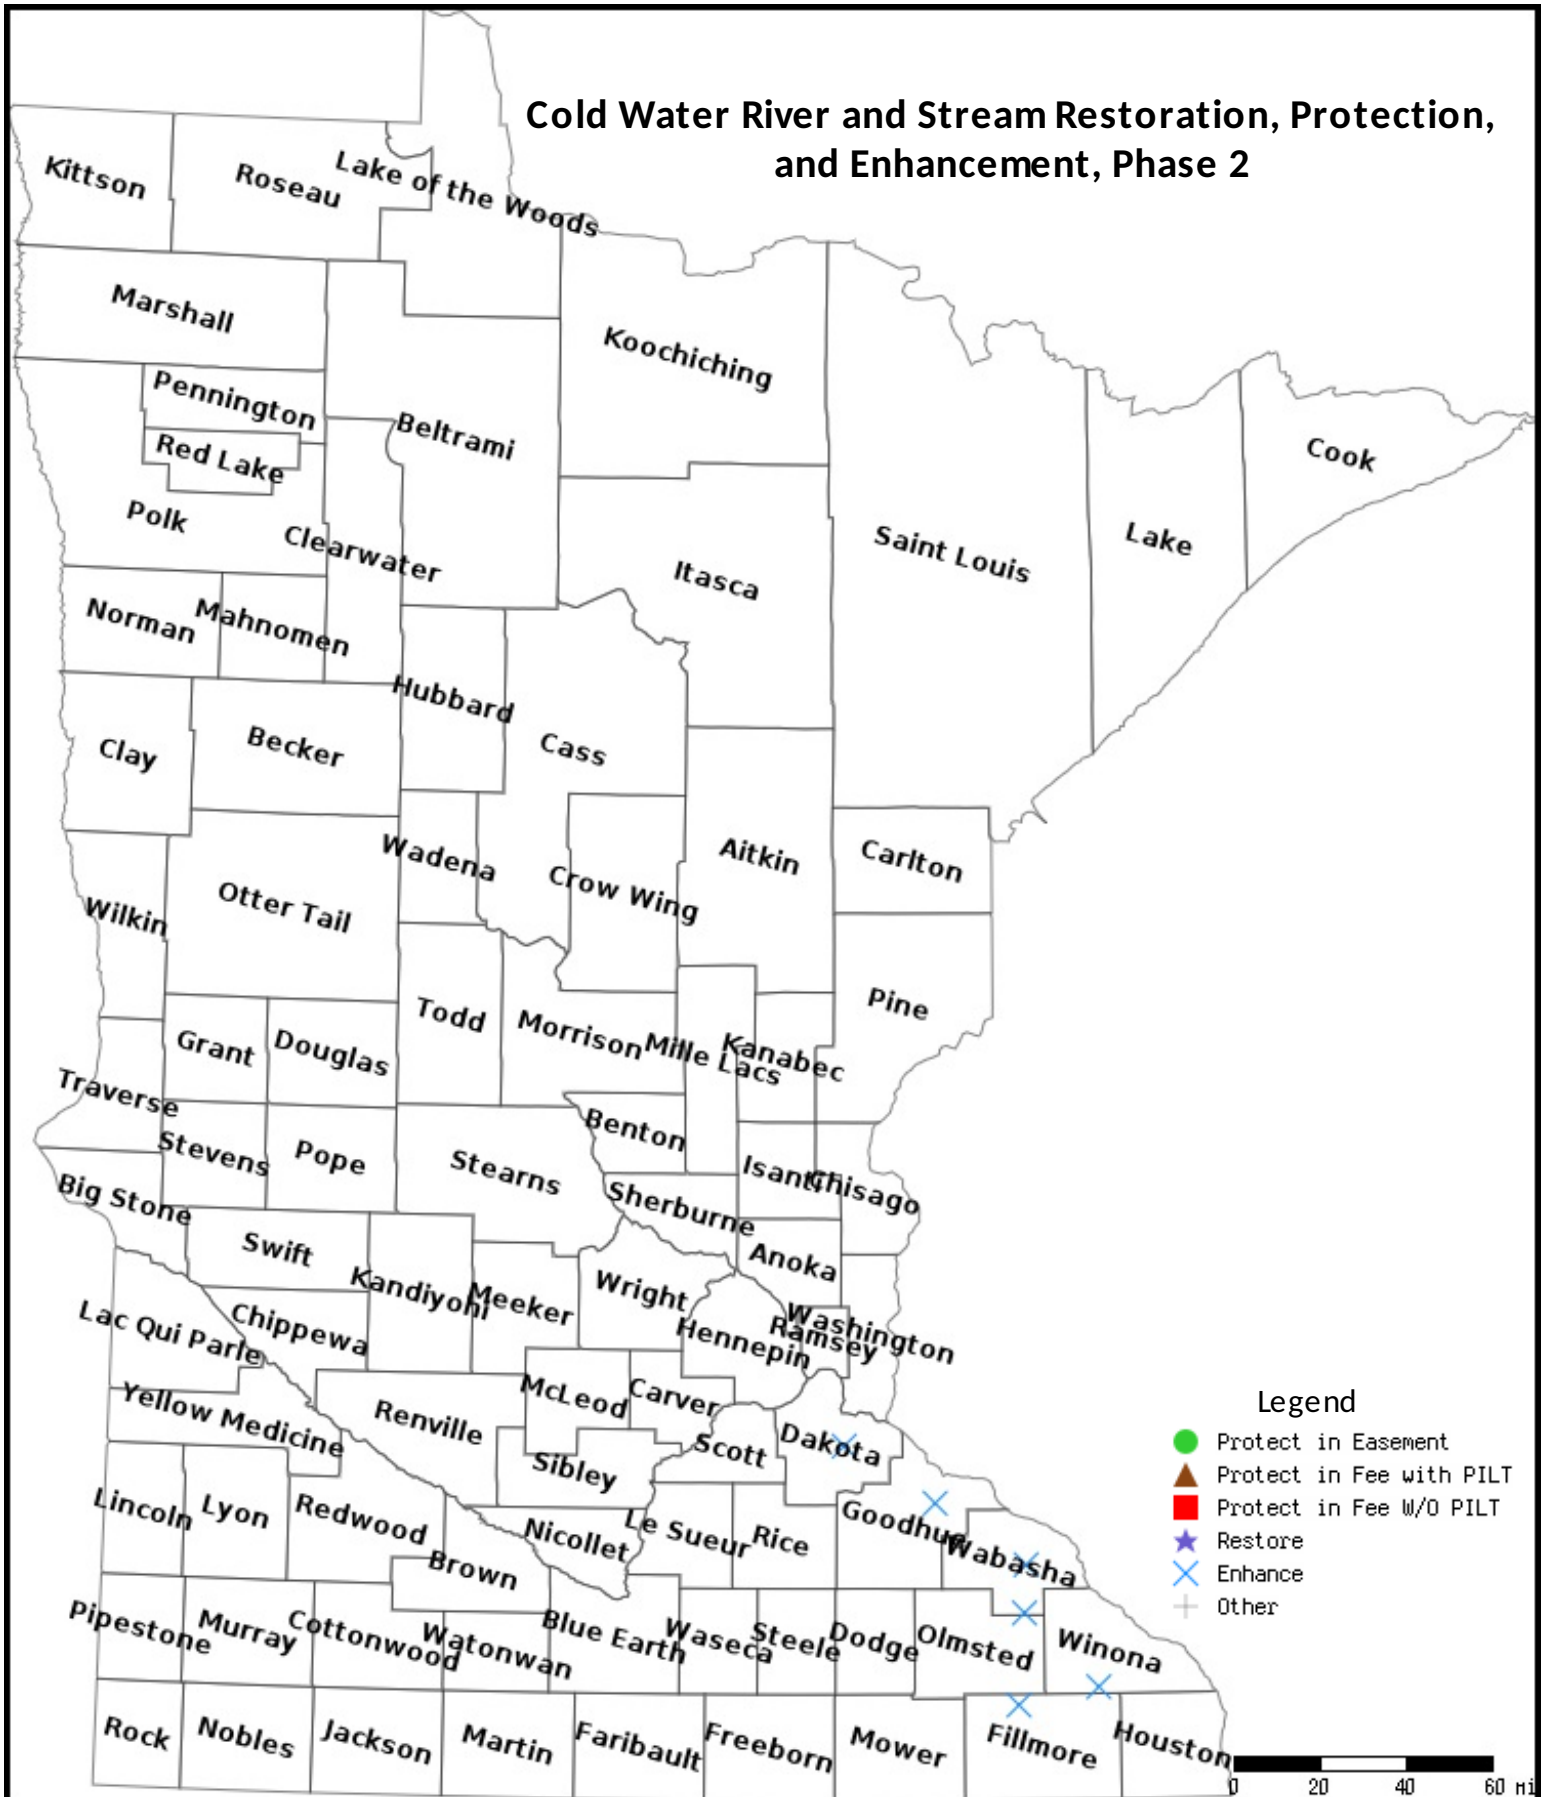 Cold Water River and Stream Restoration, Protection,
and Enhancement, Phase 2
Kittson
Roseau
Lake of the Woods
Marshall
Koochiching
Pennington
Beltrami
Red Lake
Cook
Polk
Clearwater
Saint Louis
Lake
Itasca
Norman
Mahnomen
Hubbard
Clay
Becker
Cass
Wadena
Aitkin
Carlton
Otter Tail
Crow Wing
Wilkin
Pine
Todd
Morrison
Grant
Douglas
Mille Lacs
Kanabec
Traverse
Benton
Stevens
Pope
Stearns
Isanti
Chisago
Big Stone
Sherburne
Swift
Anoka
Kandiyohi
Meeker
Wright
Lac Qui Parle
Chippewa
Hennepin
Ramsey
Washington
McLeod
Carver
Yellow Medicine
Renville
Scott
Dakota
Sibley
Lincoln
Lyon
Redwood
Nicollet
Le Sueur
Rice
Goodhue
Wabasha
Brown
Pipestone
Murray
Cottonwood
Watonwan
Blue Earth
Waseca
Steele
Dodge
Olmsted
Winona
Rock
Nobles
Jackson
Martin
Faribault
Freeborn
Mower
Fillmore
Houston
Legend
Protect in Easement
Protect in Fee with PILT
Protect in Fee W/O PILT
Restore
Enhance
Other
0 20 40 60 mi